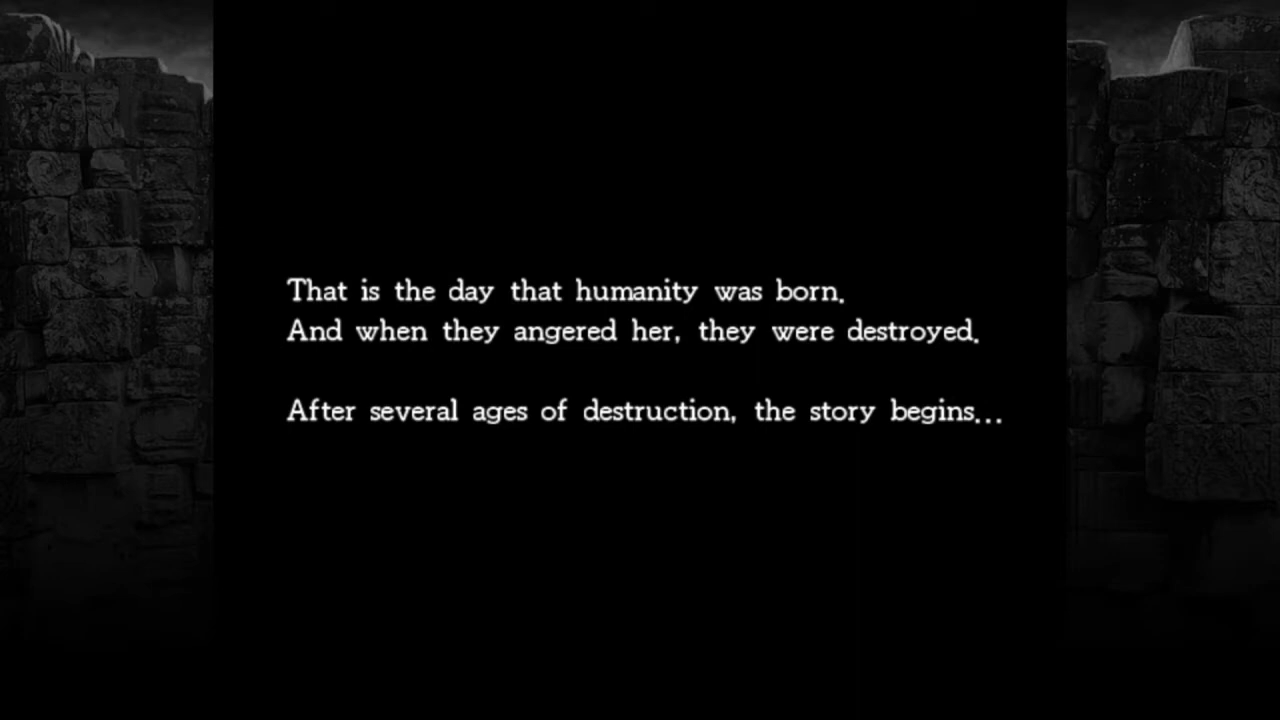 That is the day that humanity was born.
And when they angered her, they were destroyed.
After several ages of destruction, the story begins...